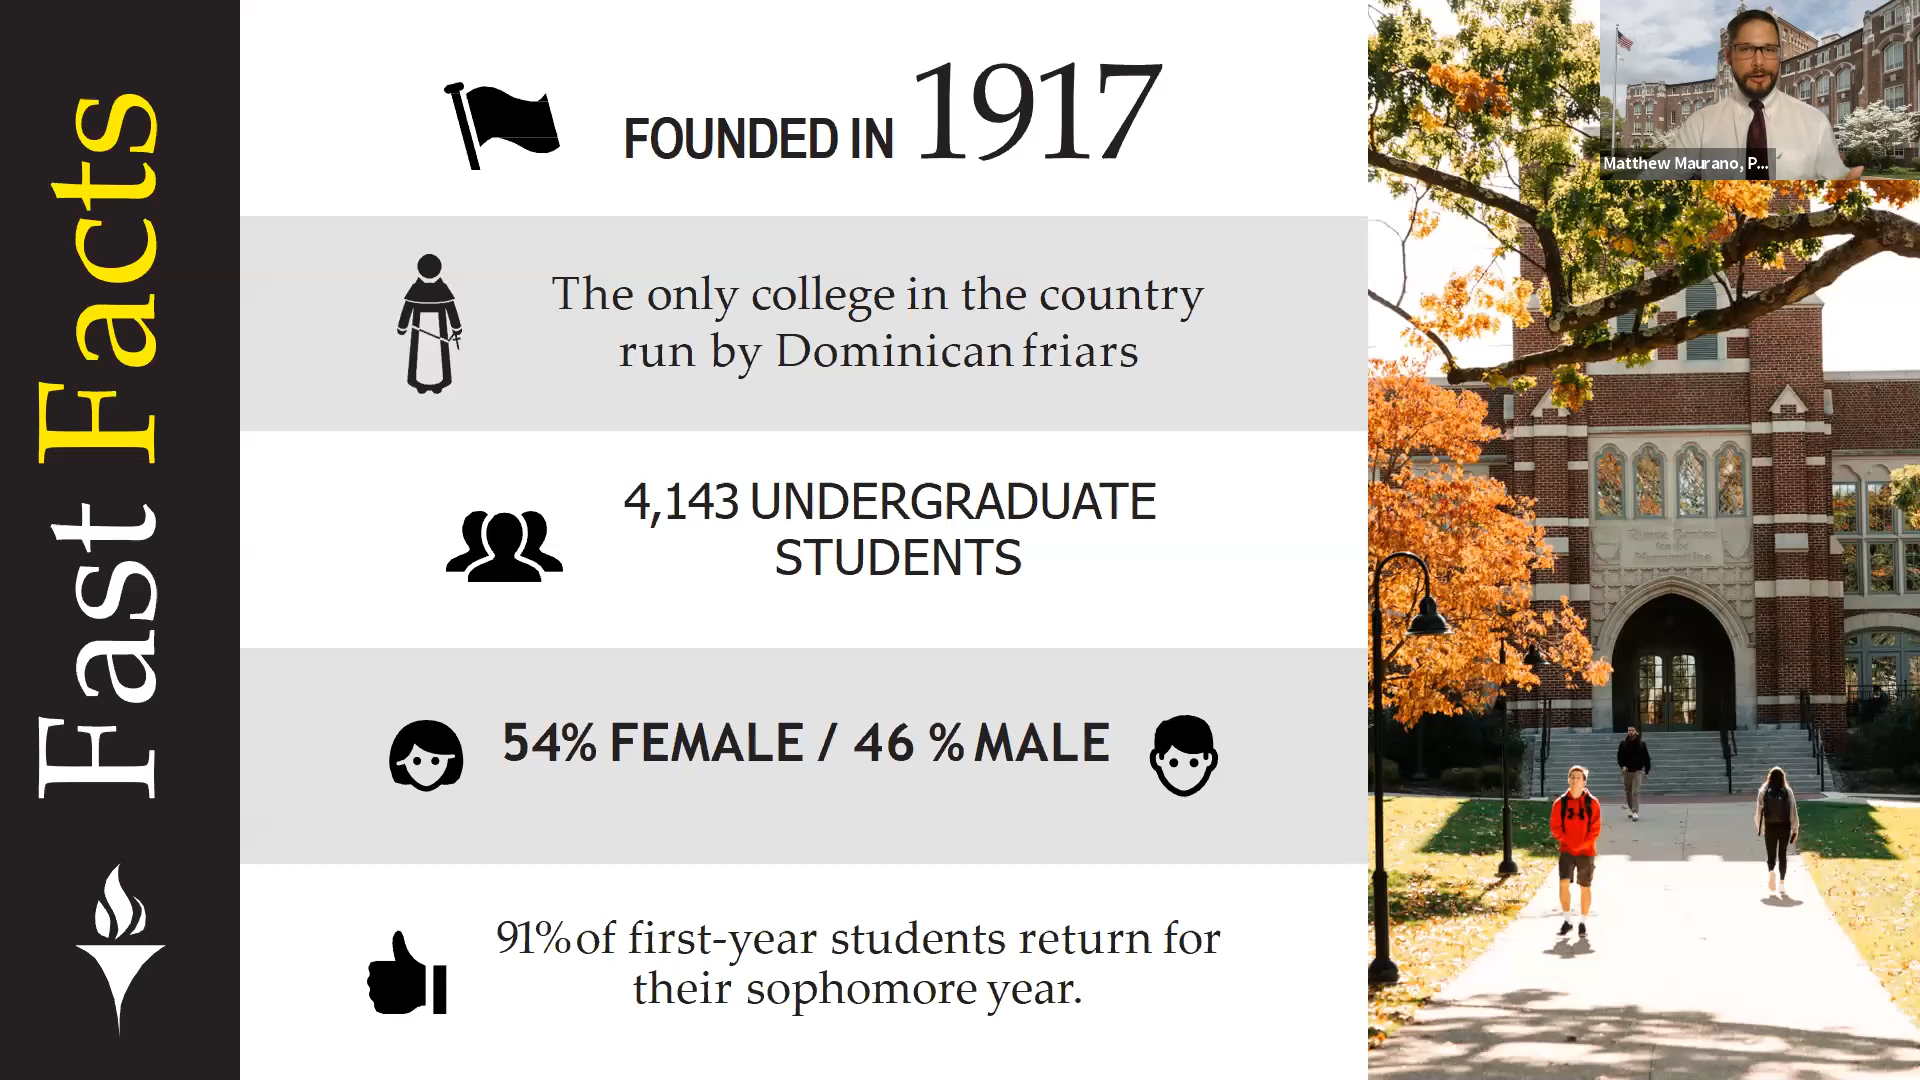 Fast Facts
FOUNDED IN 1917
The only college in the country
run by Dominican friars
4,143 UNDERGRADUATE
STUDENTS
54% FEMALE / 46 % MALE
91% of first-year students return for
their sophomore year.
Matthew Maurano, P...